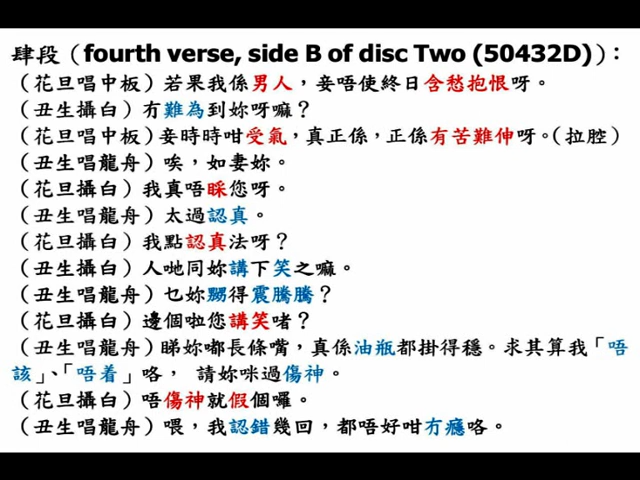 肆段（fourth verse, side B of disc Two (50432D)）：
（花旦唱中板）若果我係男人，妾唔使終日含愁抱恨呀。
（丑生攝白）冇難為到妳呀嘛？
（花旦唱中板）妾時時咁受氣，真正係，正係有苦難伸呀。（拉腔）
（丑生唱龍舟）唉，如妻妳。
（花旦攝白）我真唔睬您呀。
（丑生唱龍舟）太過認真。
（花旦攝白）我點認真法呀？
（丑生攝白）人哋同妳講下笑之嘛。
（丑生唱龍舟）乜妳嬲得震騰騰？
（花旦攝白）邊個啦您講笑啫？
（丑生唱龍舟）睇妳嘟長條嘴，真係油瓶都掛得穩。求其算我「唔
該」、「唔着」咯， 請妳咪過傷神。
（花旦攝白）唔傷神就假個囉。
（丑生唱龍舟）喂，我認錯幾回，都唔好咁冇癮咯。